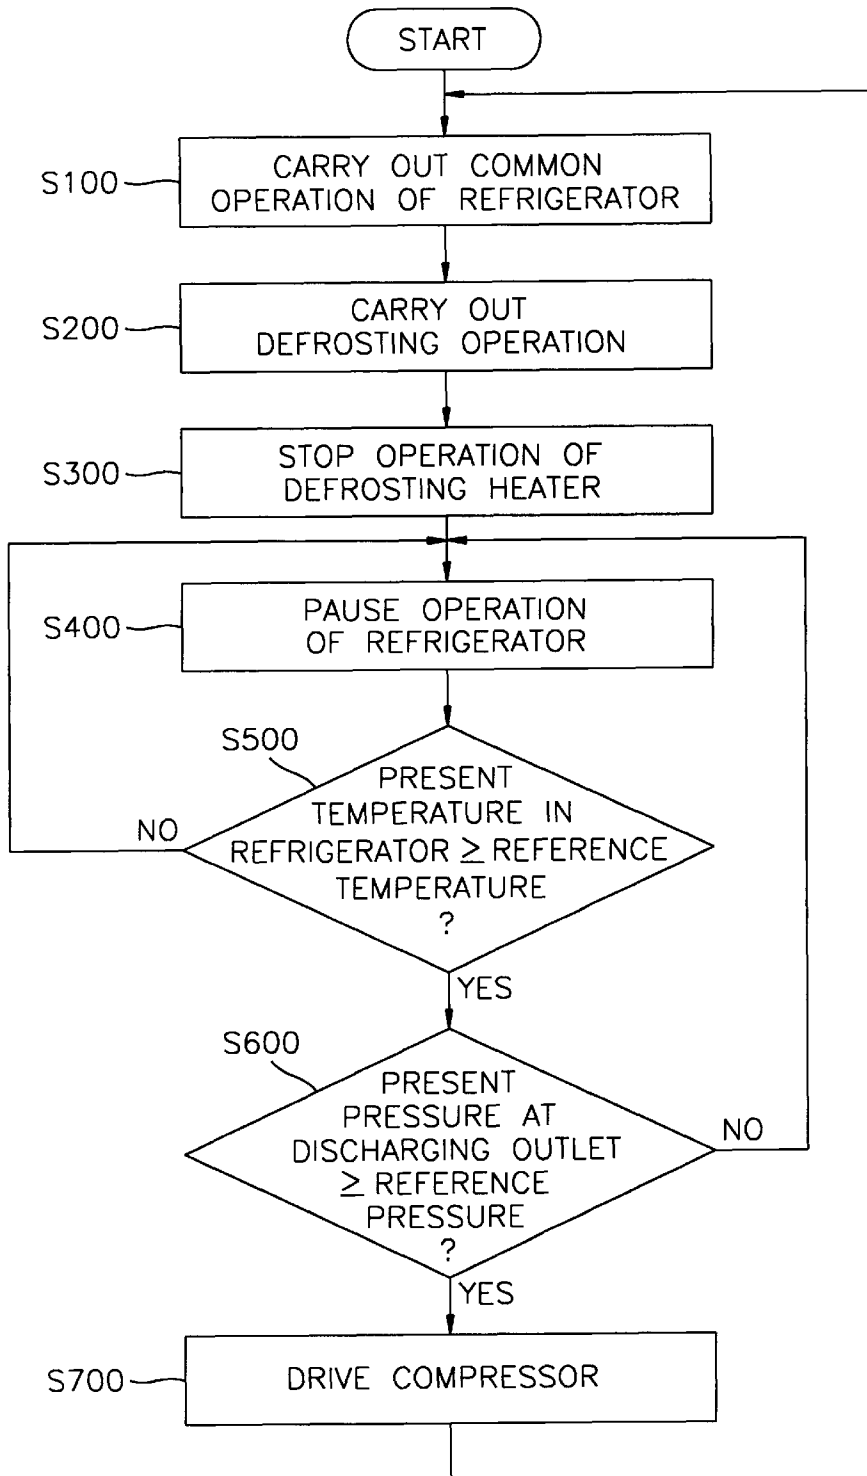 START
S100
CARRY OUT COMMON
OPERATION OF REFRIGERATOR
S200
CARRY OUT
DEFROSTING OPERATION
S300
STOP OPERATION OF
DEFROSTING HEATER
S400
PAUSE OPERATION
OF REFRIGERATOR
S500
PRESENT
TEMPERATURE IN
REFRIGERATOR ≥ REFERENCE
TEMPERATURE
?
NO
YES
S600
PRESENT
PRESSURE AT
DISCHARGING OUTLET
≥ REFERENCE
PRESSURE
?
NO
YES
S700
DRIVE COMPRESSOR